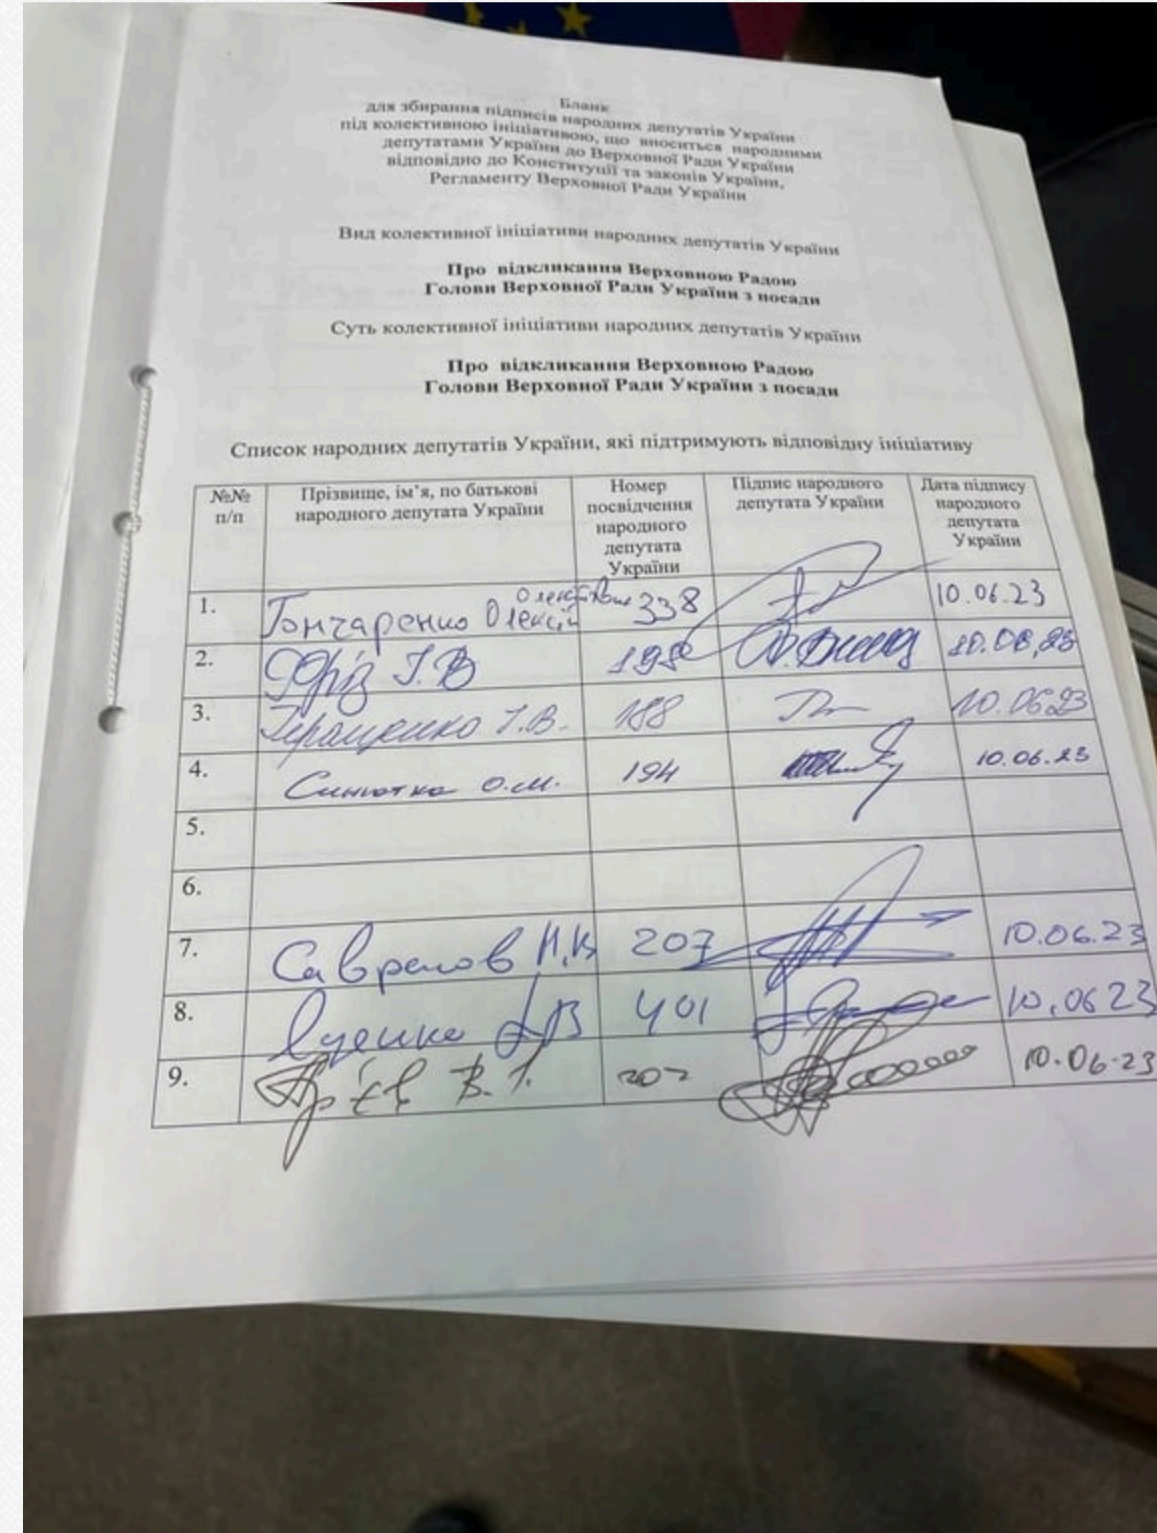 Бланк
для збирання підписів народних депутатів України
під колективною ініціативою, що вноситься народними
депутатами України до Верховної Ради України
відповідно до Конституції та законів України,
Регламенту Верховної Ради України
Вид колективної ініціативи народних депутатів України
Про відкликання Верховною Радою
Голови Верховної Ради України з посади
Суть колективної ініціативи народних депутатів України
Про відкликання Верховною Радою
Голови Верховної Ради України з посади
Список народних депутатів України, які підтримують відповідну ініціативу
№№ п/п
Прізвище, ім’я, по батькові
народного депутата України
Номер
посвідчення
народного
депутата
України
Підпис народного
депутата України
Дата підпису
народного
депутата
України
1. Гончаренко Олексій 338 10.06.23
2. Фріз І.В 10.06.23
3. Геращенко І.В. 188 10.06.23
4. Синютка О.М. 194 10.06.23
5.
6.
7. 207 10.06.23
8. 401 10.06 23
9. В. І. 202 10.06-23